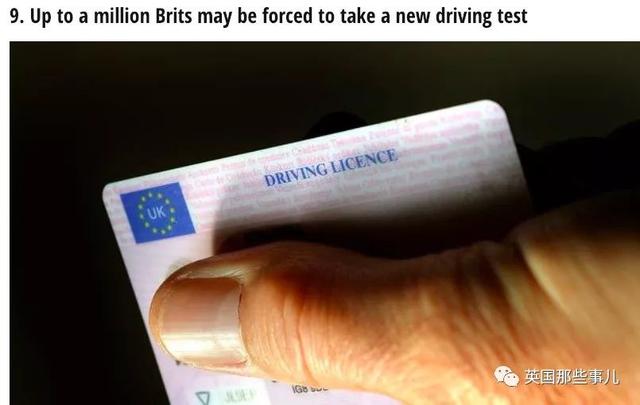 9. Up to a million Brits may be forced to take a new driving test
DRIVING LICENCE
UK
英国那些事儿